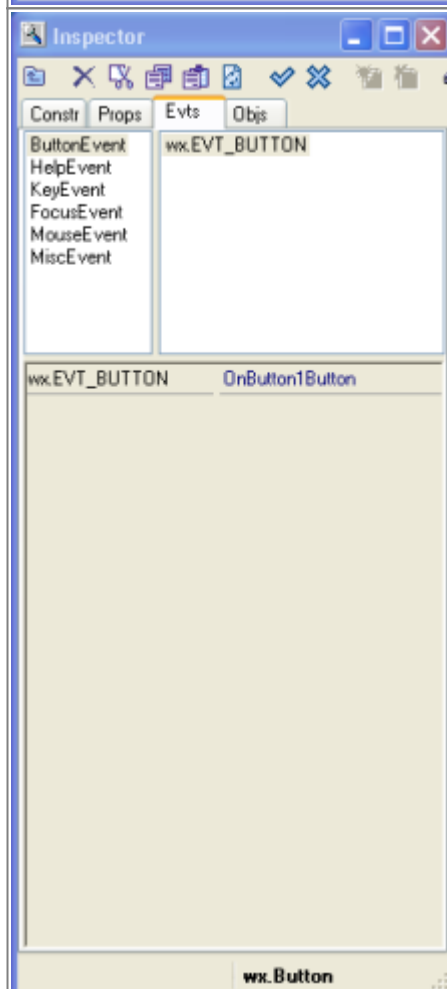 Inspector
Constr Props Evts Objs
ButtonEvent wx.EVT_BUTTON
HelpEvent
KeyEvent
FocusEvent
MouseEvent
MiscEvent
wx.EVT_BUTTON OnButton1Button
wx.Button